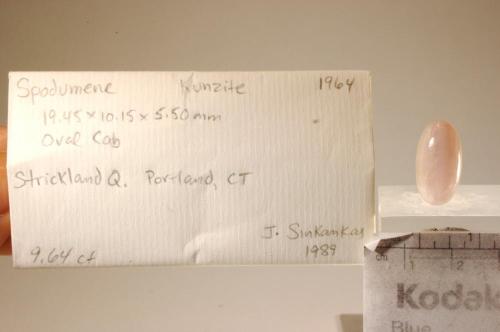 Spodumene Kunzite 1964
19.45 x 10.15 x 5.50 mm
Oval Cab
Strickland Q. Portland, CT
J. Sinkankas
1989
9.64 ct
cm 1 2
1
Kodak
Blue